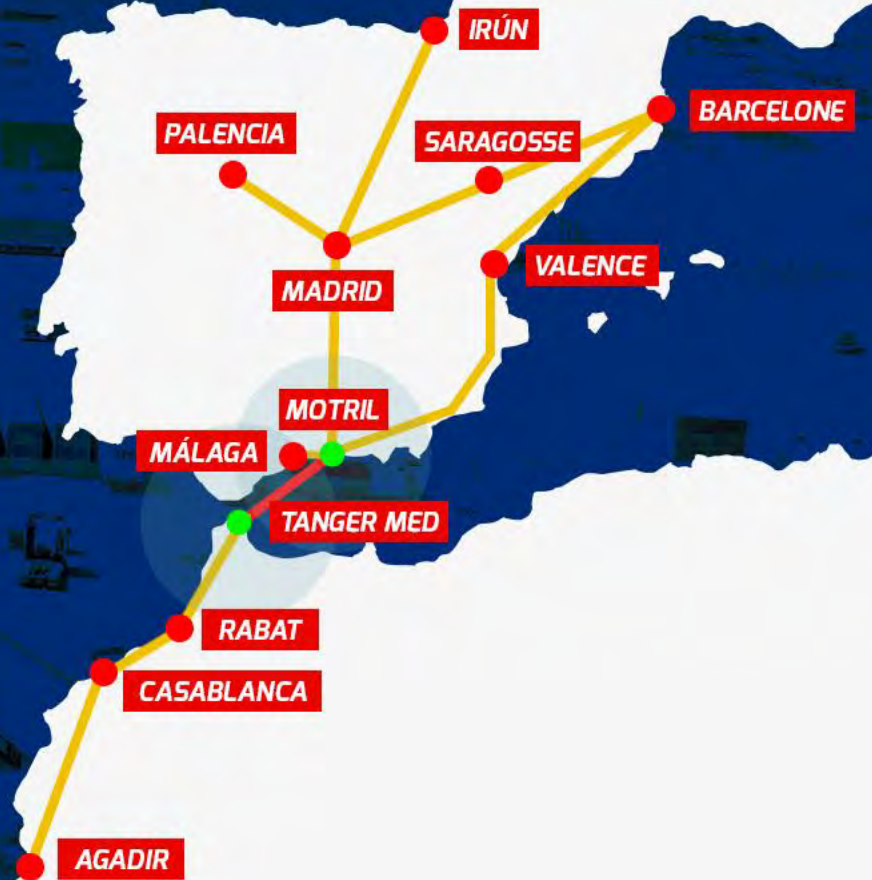 IRÚN
BARCELONE
PALENCIA
SARAGOSSE
VALENCE
MADRID
MOTRIL
MÁLAGA
TANGER MED
RABAT
CASABLANCA
AGADIR